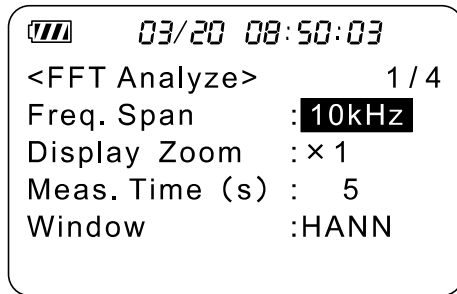 03/20 08:50:03
<FFT Analyze> 1/4
Freq. Span : 10kHz
Display Zoom : ×1
Meas. Time (s) : 5
Window :HANN